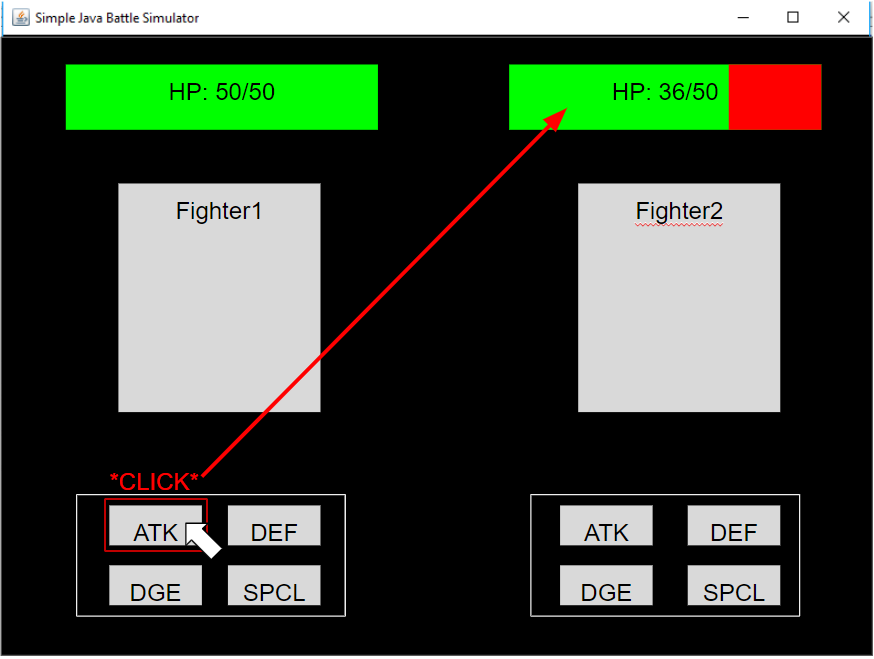 Simple Java Battle Simulator
HP: 50/50
HP: 36/50
Fighter1
Fighter2
*CLICK*
ATK
DEF
ATK
DEF
DGE
SPCL
DGE
SPCL